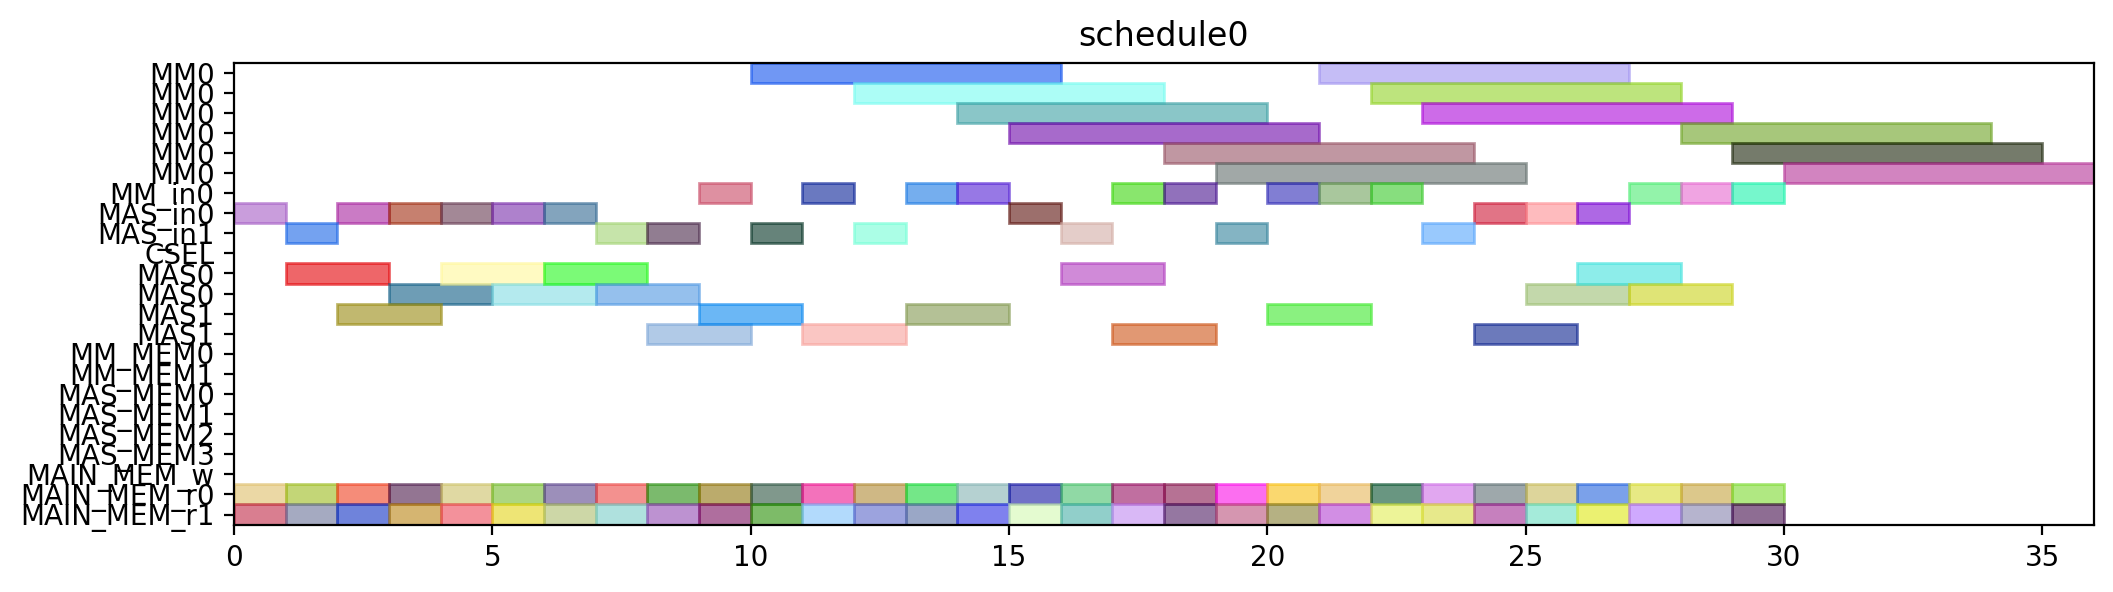 schedule0
MM0
MM0
MM0
MM0
MM0
MM0
MM_in0
MAS_in0
MAS_in1
CSEL
MAS0
MAS0
MAS1
MAS1
MM_MEM0
MM_MEM1
MAS_MEM0
MAS_MEM1
MAS_MEM2
MAS_MEM3
MAIN_MEM_w
MAIN_MEM_r0
MAIN_MEM_r1
0 5 10 15 20 25 30 35